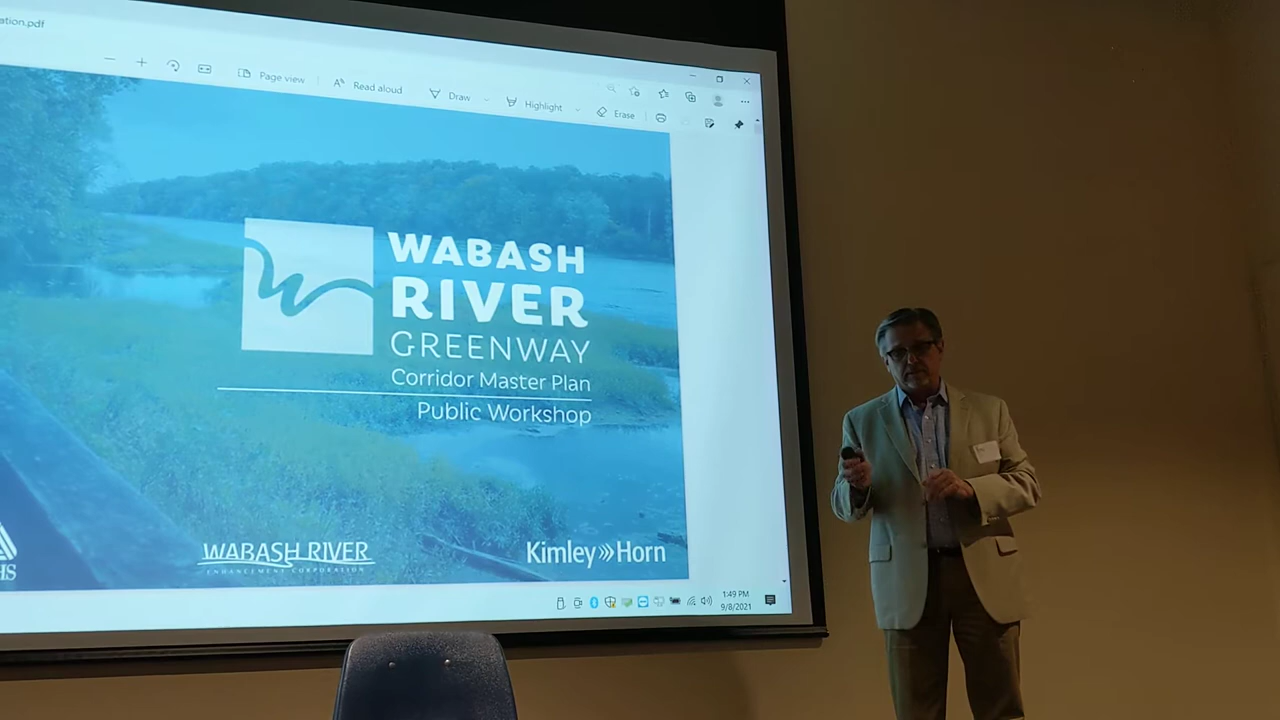 ation.pdf
Page view
Read aloud
Draw
Highlight
Erase
WABASH
RIVER
GREENWAY
Corridor Master Plan
Public Workshop
HS
WABASH RIVER
ENHANCEMENT CORPORATION
Kimley»Horn
1:49 PM
9/8/2021